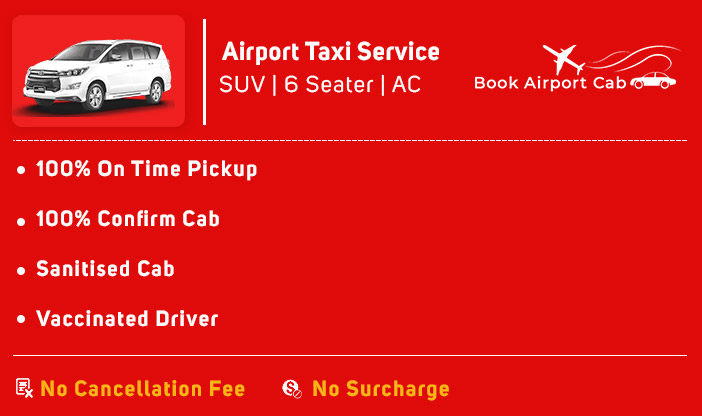 Airport Taxi Service
SUV | 6 Seater | AC
Book Airport Cab
100% On Time Pickup
100% Confirm Cab
Sanitised Cab
Vaccinated Driver
No Cancellation Fee
No Surcharge